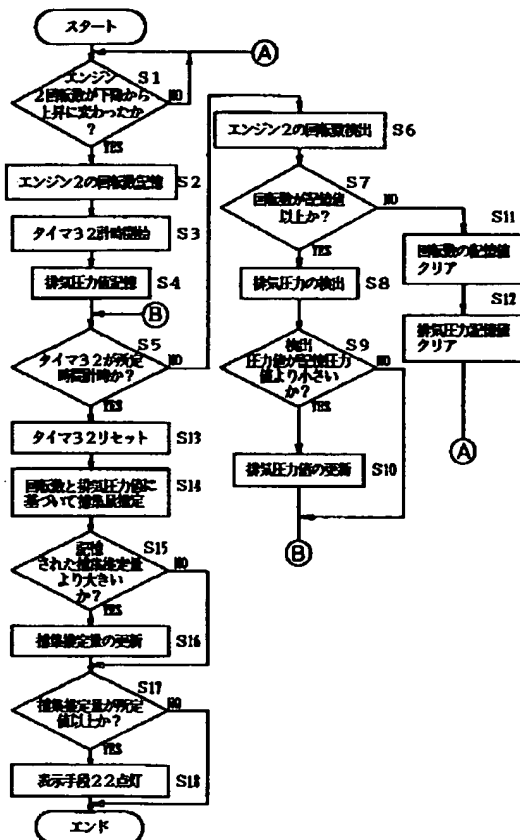 スタート
A
エンジン
2回転数が下降から
上昇に変わったか
?
S1
NO
YES
エンジン2の回転数記憶
S2
タイマ32計時開始
S3
排気圧力値記憶
S4
B
タイマ32が所定
時間計時か?
S5
NO
YES
タイマ32リセット
S13
回転数と排気圧力値に
基づいて捕集量推定
S14
記憶
された捕集推定量
より大きい
か?
S15
NO
YES
捕集推定量の更新
S16
捕集推定量が所定
値以上か?
S17
NO
YES
表示手段22点灯
S18
エンド
エンジン2の回転数検出
S6
回転数が記憶値
以上か?
S7
NO
YES
排気圧力の検出
S8
検出
圧力値が記憶圧力
値より小さい
か?
S9
NO
YES
排気圧力値の更新
S10
B
回転数の記憶値
クリア
S11
排気圧力記憶値
クリア
S12
A